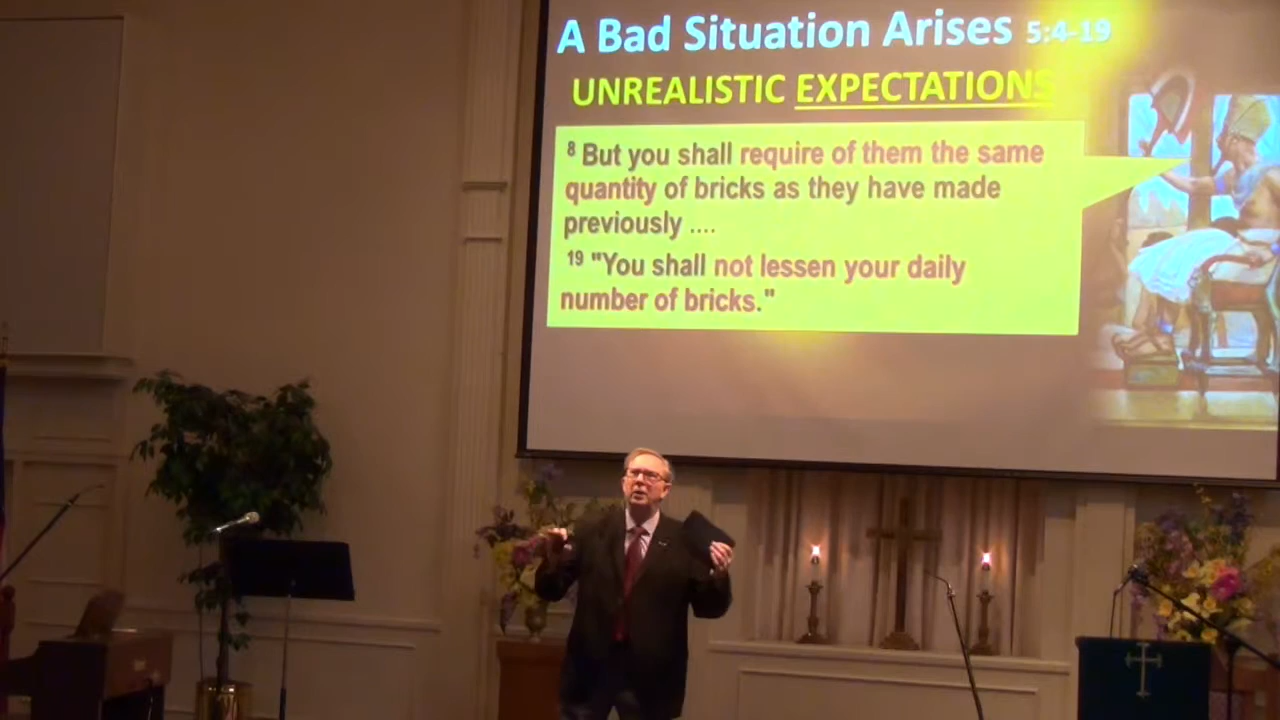 A Bad Situation Arises 5:4-19
UNREALISTIC EXPECTATIONS
8 But you shall require of them the same
quantity of bricks as they have made
previously ....
19 "You shall not lessen your daily
number of bricks."